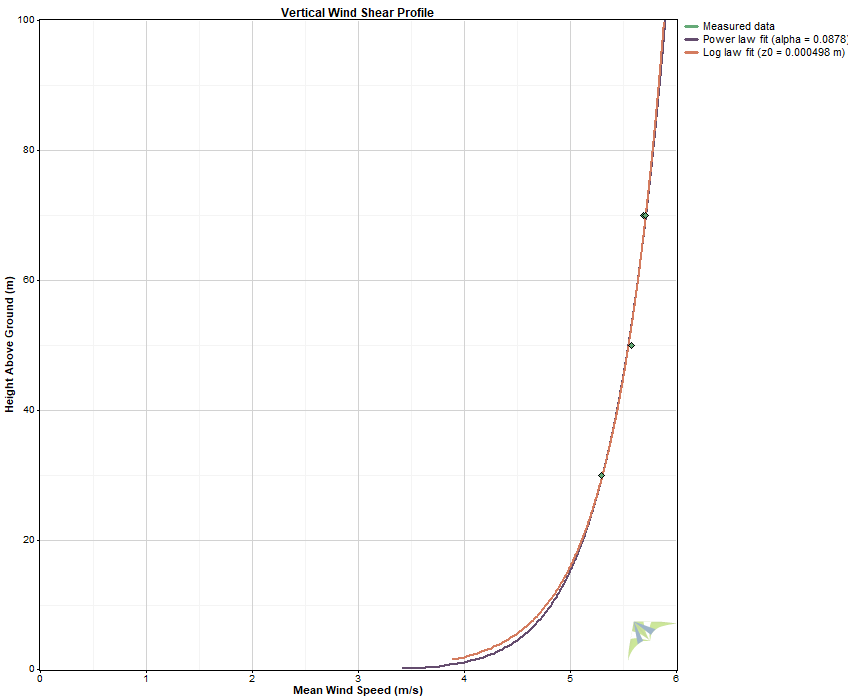 Vertical Wind Shear Profile
100
80
60
40
20
0
Height Above Ground (m)
0 1 2 3 4 5 6
Mean Wind Speed (m/s)
Measured data
Power law fit (alpha = 0.0878)
Log law fit (z0 = 0.000498 m)